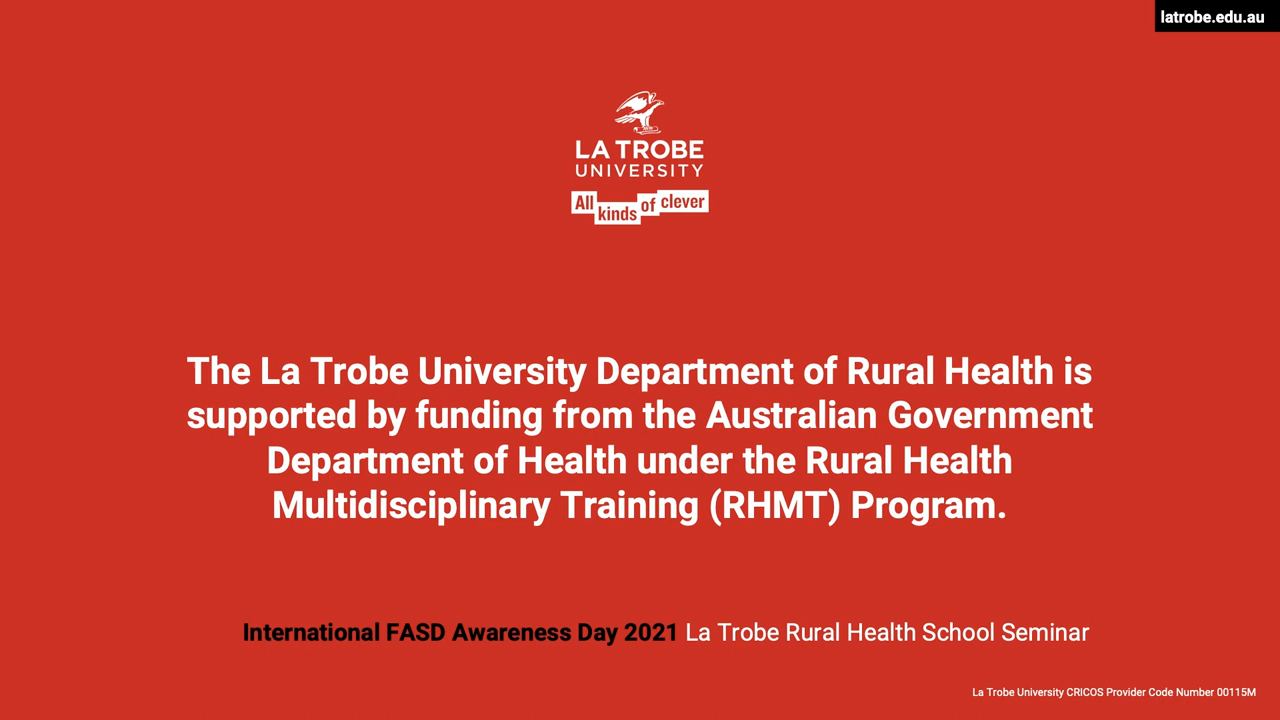 latrobe.edu.au
LA TROBE
UNIVERSITY
All kinds of clever
The La Trobe University Department of Rural Health is
supported by funding from the Australian Government
Department of Health under the Rural Health
Multidisciplinary Training (RHMT) Program.
International FASD Awareness Day 2021 La Trobe Rural Health School Seminar
La Trobe University CRICOS Provider Code Number 00115M